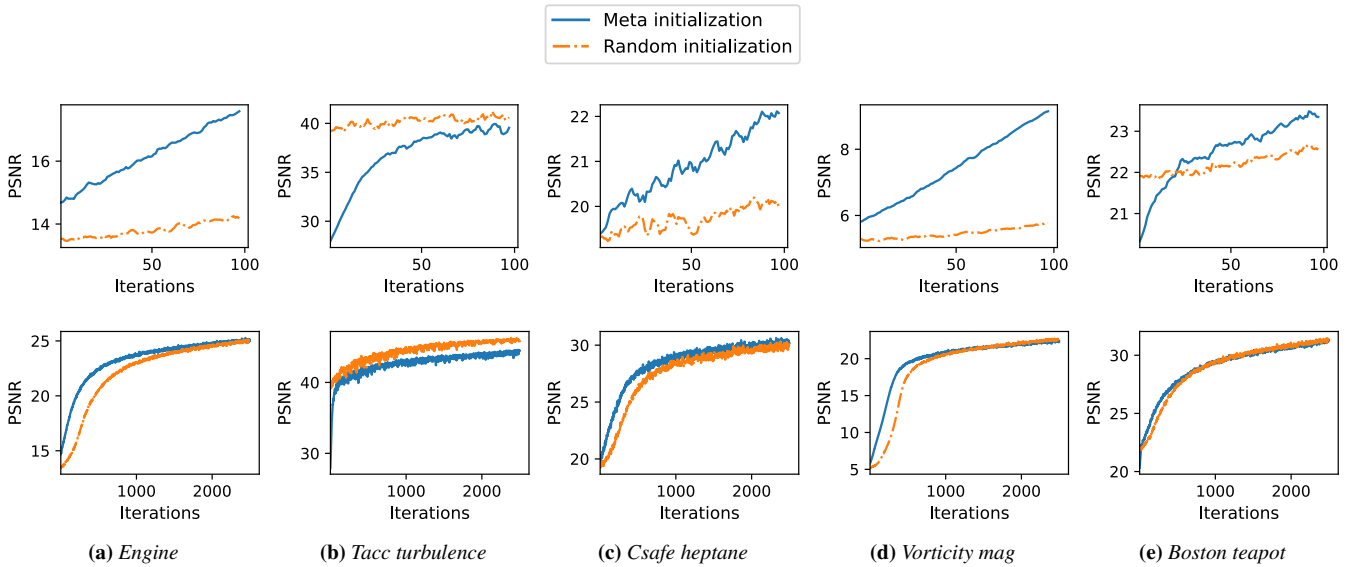 Meta initialization
Random initialization
PSNR
16
14
50
100
Iterations
PSNR
40
35
30
50
100
Iterations
PSNR
22
21
20
50
100
Iterations
PSNR
8
6
50
100
Iterations
PSNR
23
22
21
50
100
Iterations
PSNR
25
20
15
1000
2000
Iterations
PSNR
40
30
1000
2000
Iterations
PSNR
30
25
20
1000
2000
Iterations
PSNR
20
15
10
5
1000
2000
Iterations
PSNR
30
25
20
1000
2000
Iterations
(a) Engine
(b) Tacc turbulence
(c) Csafe heptane
(d) Vorticity mag
(e) Boston teapot